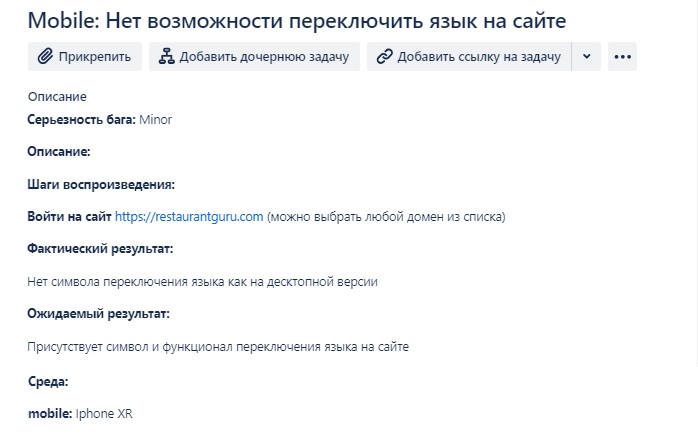 Mobile: Нет возможности переключить язык на сайте
Прикрепить Добавить дочернюю задачу Добавить ссылку на задачу
Описание
Серьезность бага: Minor
Описание:
Шаги воспроизведения:
Войти на сайт https://restaurantguru.com (можно выбрать любой домен из списка)
Фактический результат:
Нет символа переключения языка как на десктопной версии
Ожидаемый результат:
Присутствует символ и функционал переключения языка на сайте
Среда:
mobile: Iphone XR